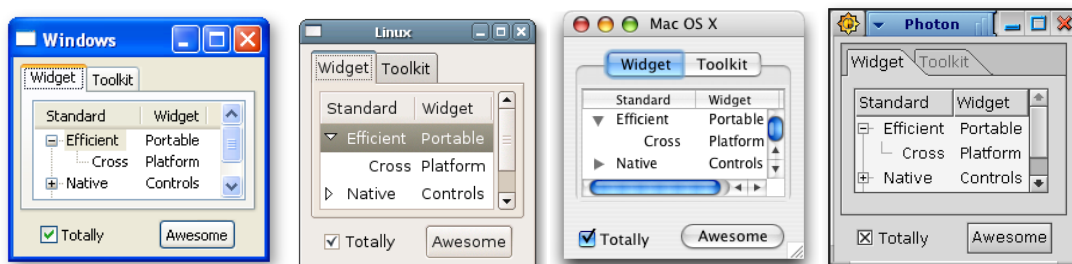 Windows
Widget Toolkit
Standard Widget
Efficient Portable
Cross Platform
Native Controls
Totally Awesome
Linux
Widget Toolkit
Standard Widget
Efficient Portable
Cross Platform
Native Controls
Totally Awesome
Mac OS X
Widget Toolkit
Standard Widget
Efficient Portable
Cross Platform
Native Controls
Totally Awesome
Photon
Widget Toolkit
Standard Widget
Efficient Portable
Cross Platform
Native Controls
Totally Awesome